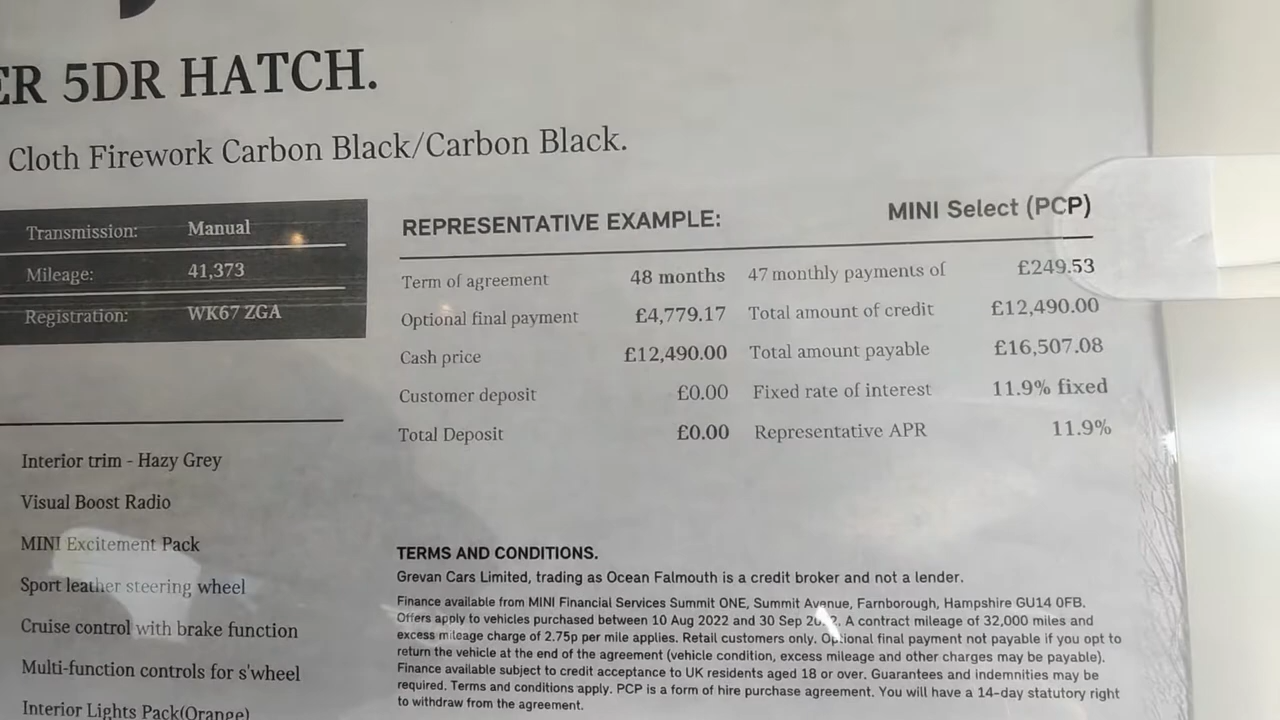 ER 5DR HATCH.
Cloth Firework Carbon Black/Carbon Black.
Transmission: Manual
Mileage: 41,373
Registration: WK67 ZGA
Interior trim - Hazy Grey
Visual Boost Radio
MINI Excitement Pack
Sport leather steering wheel
Cruise control with brake function
Multi-function controls for s'wheel
Interior Lights Pack(Orange)
REPRESENTATIVE EXAMPLE: MINI Select (PCP)
Term of agreement 48 months 47 monthly payments of £249.53
Optional final payment £4,779.17 Total amount of credit £12,490.00
Cash price £12,490.00 Total amount payable £16,507.08
Customer deposit £0.00 Fixed rate of interest 11.9% fixed
Total Deposit £0.00 Representative APR 11.9%
TERMS AND CONDITIONS.
Grevan Cars Limited, trading as Ocean Falmouth is a credit broker and not a lender.
Finance available from MINI Financial Services Summit ONE, Summit Avenue, Farnborough, Hampshire GU14 0FB.
Offers apply to vehicles purchased between 10 Aug 2022 and 30 Sep A contract mileage of 32,000 miles and
excess mileage charge of 2.75p per mile applies. Retail customers only. Optional final payment not payable if you opt to
return the vehicle at the end of the agreement (vehicle condition, excess mileage and other charges may be payable).
Finance available subject to credit acceptance to UK residents aged 18 or over. Guarantees and indemnities may be
required. Terms and conditions apply. PCP is a form of hire purchase agreement. You will have a 14-day statutory right
to withdraw from the agreement.